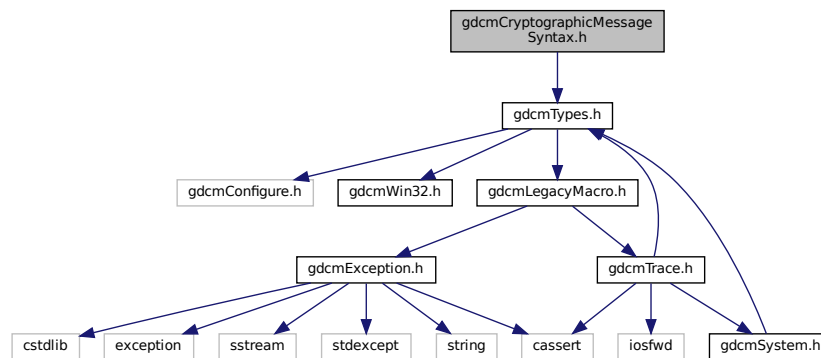 gdcmCryptographicMessage
Syntax.h
gdcmTypes.h
gdcmConfigure.h
gdcmWin32.h
gdcmLegacyMacro.h
gdcmException.h
gdcmTrace.h
cstdlib
exception
sstream
stdexcept
string
cassert
iosfwd
gdcmSystem.h